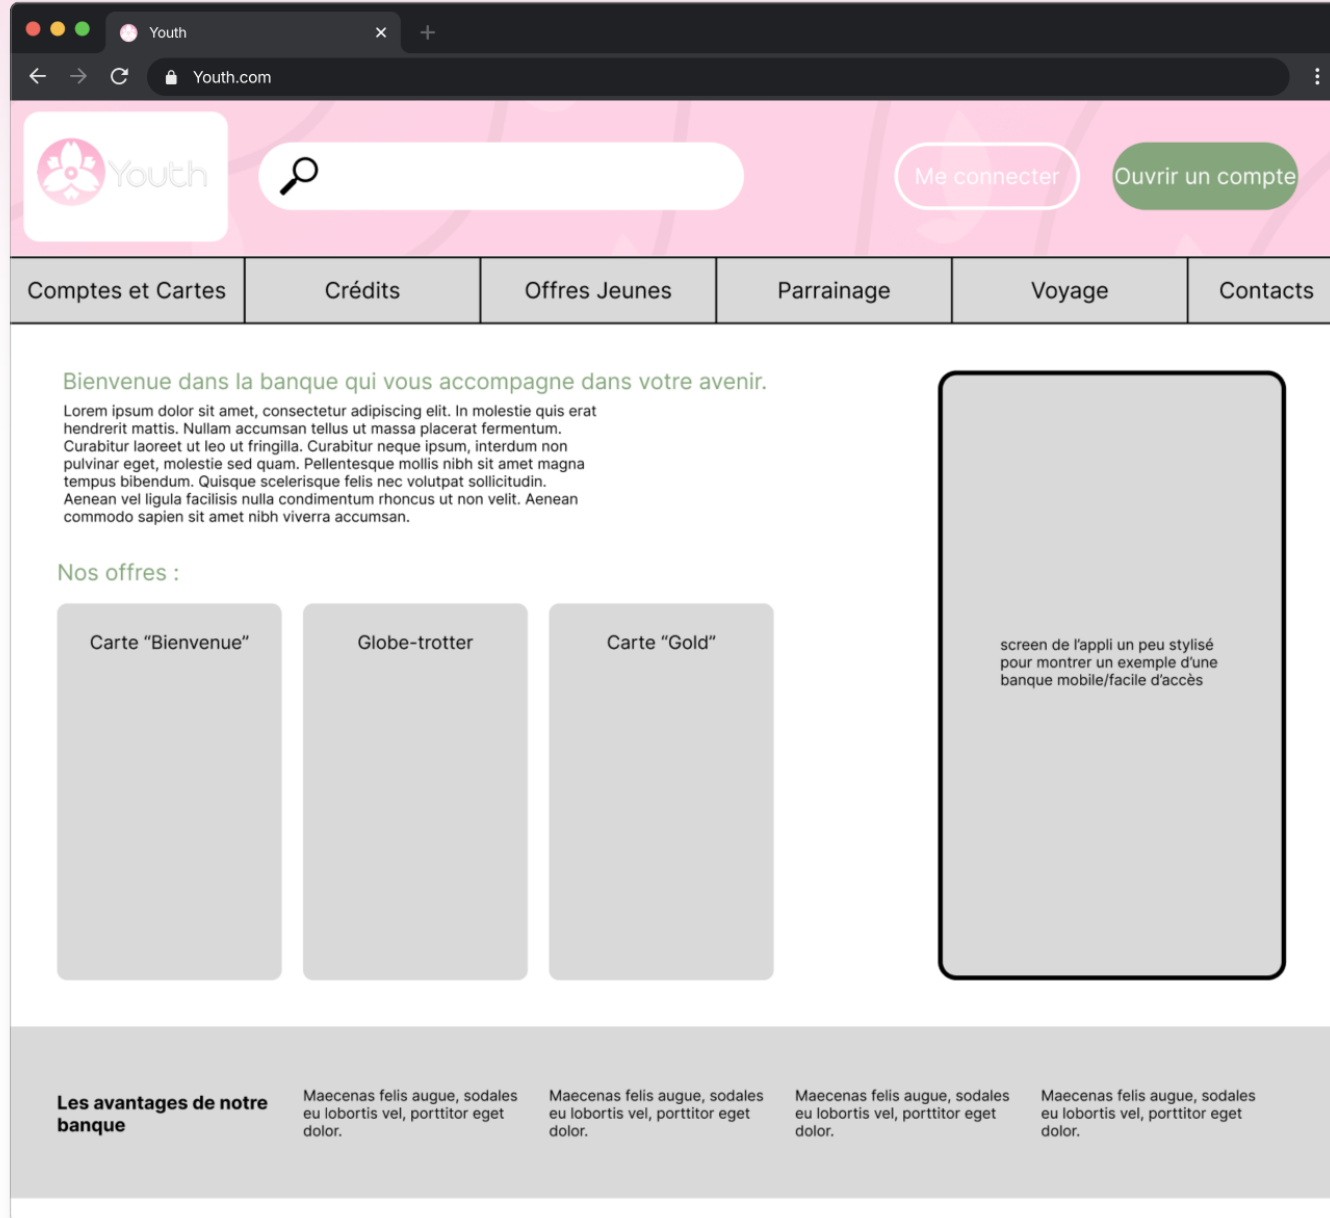 Youth
Youth.com
Youth
Me connecter
Ouvrir un compte
Comptes et Cartes
Crédits
Offres Jeunes
Parrainage
Voyage
Contacts
Bienvenue dans la banque qui vous accompagne dans votre avenir.
Lorem ipsum dolor sit amet, consectetur adipiscing elit. In molestie quis erat
hendrerit mattis. Nullam accumsan tellus ut massa placerat fermentum.
Curabitur laoreet ut leo ut fringilla. Curabitur neque ipsum, interdum non
pulvinar eget, molestie sed quam. Pellentesque mollis nibh sit amet magna
tempus bibendum. Quisque scelerisque felis nec volutpat sollicitudin.
Aenean vel ligula facilisis nulla condimentum rhoncus ut non velit. Aenean
commodo sapien sit amet nibh viverra accumsan.
Nos offres :
Carte “Bienvenue”
Globe-trotter
Carte “Gold”
screen de l’appli un peu stylisé
pour montrer un exemple d’une
banque mobile/facile d’accès
Les avantages de notre
banque
Maecenas felis augue, sodales
eu lobortis vel, porttitor eget
dolor.
Maecenas felis augue, sodales
eu lobortis vel, porttitor eget
dolor.
Maecenas felis augue, sodales
eu lobortis vel, porttitor eget
dolor.
Maecenas felis augue, sodales
eu lobortis vel, porttitor eget
dolor.